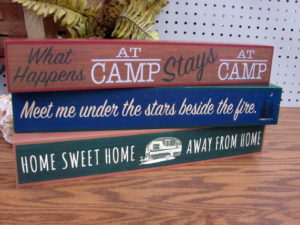 What Happens AT CAMP Stays AT CAMP
Meet me under the stars beside the fire.
HOME SWEET HOME AWAY FROM HOME